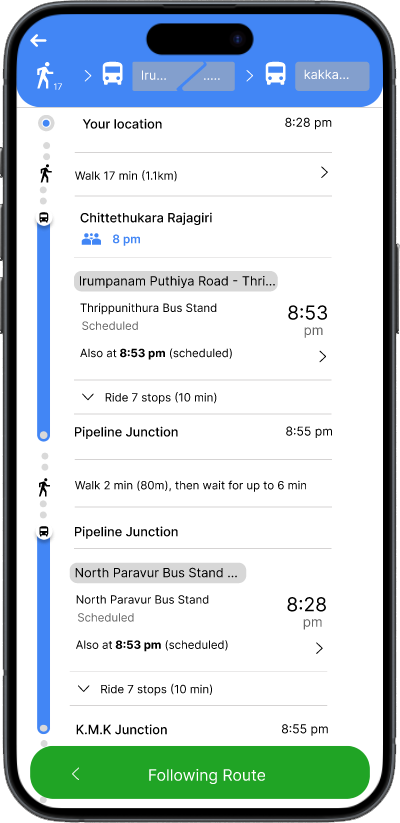 17 Iru... ..... kakka...
Your location 8:28 pm
Walk 17 min (1.1km)
Chittethukara Rajagiri
8 pm
Irumpanam Puthiya Road - Thri...
Thrippunithura Bus Stand 8:53
Scheduled pm
Also at 8:53 pm (scheduled)
Ride 7 stops (10 min)
Pipeline Junction 8:55 pm
Walk 2 min (80m), then wait for up to 6 min
Pipeline Junction
North Paravur Bus Stand ...
North Paravur Bus Stand 8:28
Scheduled pm
Also at 8:53 pm (scheduled)
Ride 7 stops (10 min)
K.M.K Junction 8:55 pm
Following Route